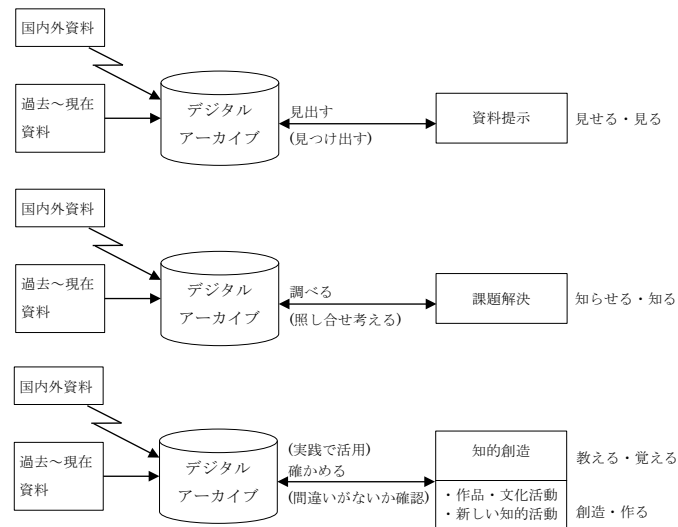 国内外資料
過去～現在
資料
デジタル
アーカイブ
見出す
(見つけ出す)
資料提示
見せる・見る
国内外資料
過去～現在
資料
デジタル
アーカイブ
調べる
(照し合せ考える)
課題解決
知らせる・知る
国内外資料
過去～現在
資料
デジタル
アーカイブ
(実践で活用)
確かめる
(間違いがないか確認)
知的創造
・作品・文化活動
・新しい知的活動
教える・覚える
創造・作る